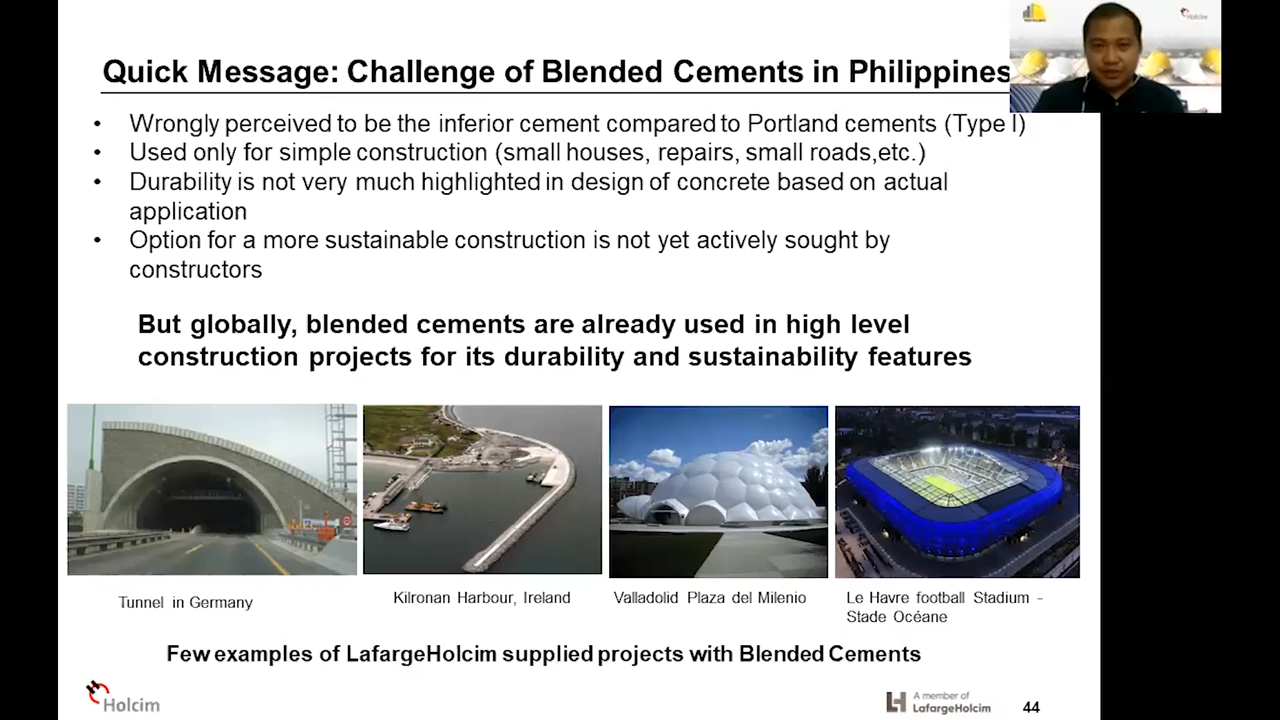 Quick Message: Challenge of Blended Cements in Philippines
• Wrongly perceived to be the inferior cement compared to Portland cements (Type I)
• Used only for simple construction (small houses, repairs, small roads,etc.)
• Durability is not very much highlighted in design of concrete based on actual
application
• Option for a more sustainable construction is not yet actively sought by
constructors
But globally, blended cements are already used in high level
construction projects for its durability and sustainability features
Tunnel in Germany
Kilronan Harbour, Ireland
Valladolid Plaza del Milenio
Le Havre football Stadium -
Stade Océane
Few examples of LafargeHolcim supplied projects with Blended Cements
Holcim
A member of
LafargeHolcim
44
Holcim